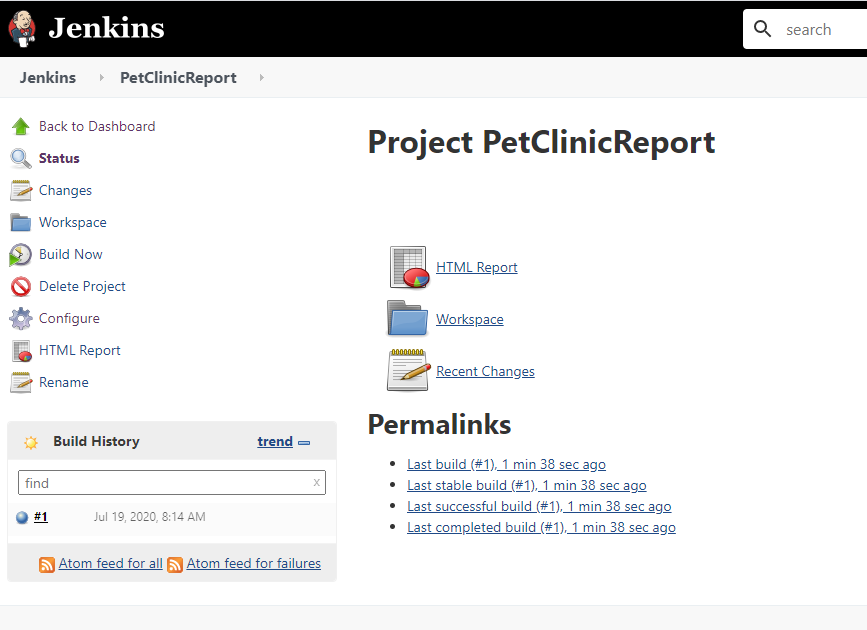 Jenkins
search
Jenkins
PetClinicReport
Back to Dashboard
Status
Changes
Workspace
Build Now
Delete Project
Configure
HTML Report
Rename
Build History
trend
find
x
#1
Jul 19, 2020, 8:14 AM
Atom feed for all
Atom feed for failures
Project PetClinicReport
HTML Report
Workspace
Recent Changes
Permalinks
Last build (#1), 1 min 38 sec ago
Last stable build (#1), 1 min 38 sec ago
Last successful build (#1), 1 min 38 sec ago
Last completed build (#1), 1 min 38 sec ago